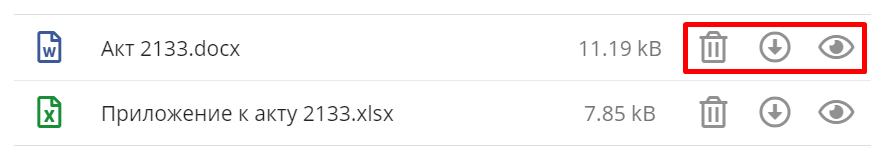 Акт 2133.docx 11.19 kB
Приложение к акту 2133.xlsx 7.85 kB